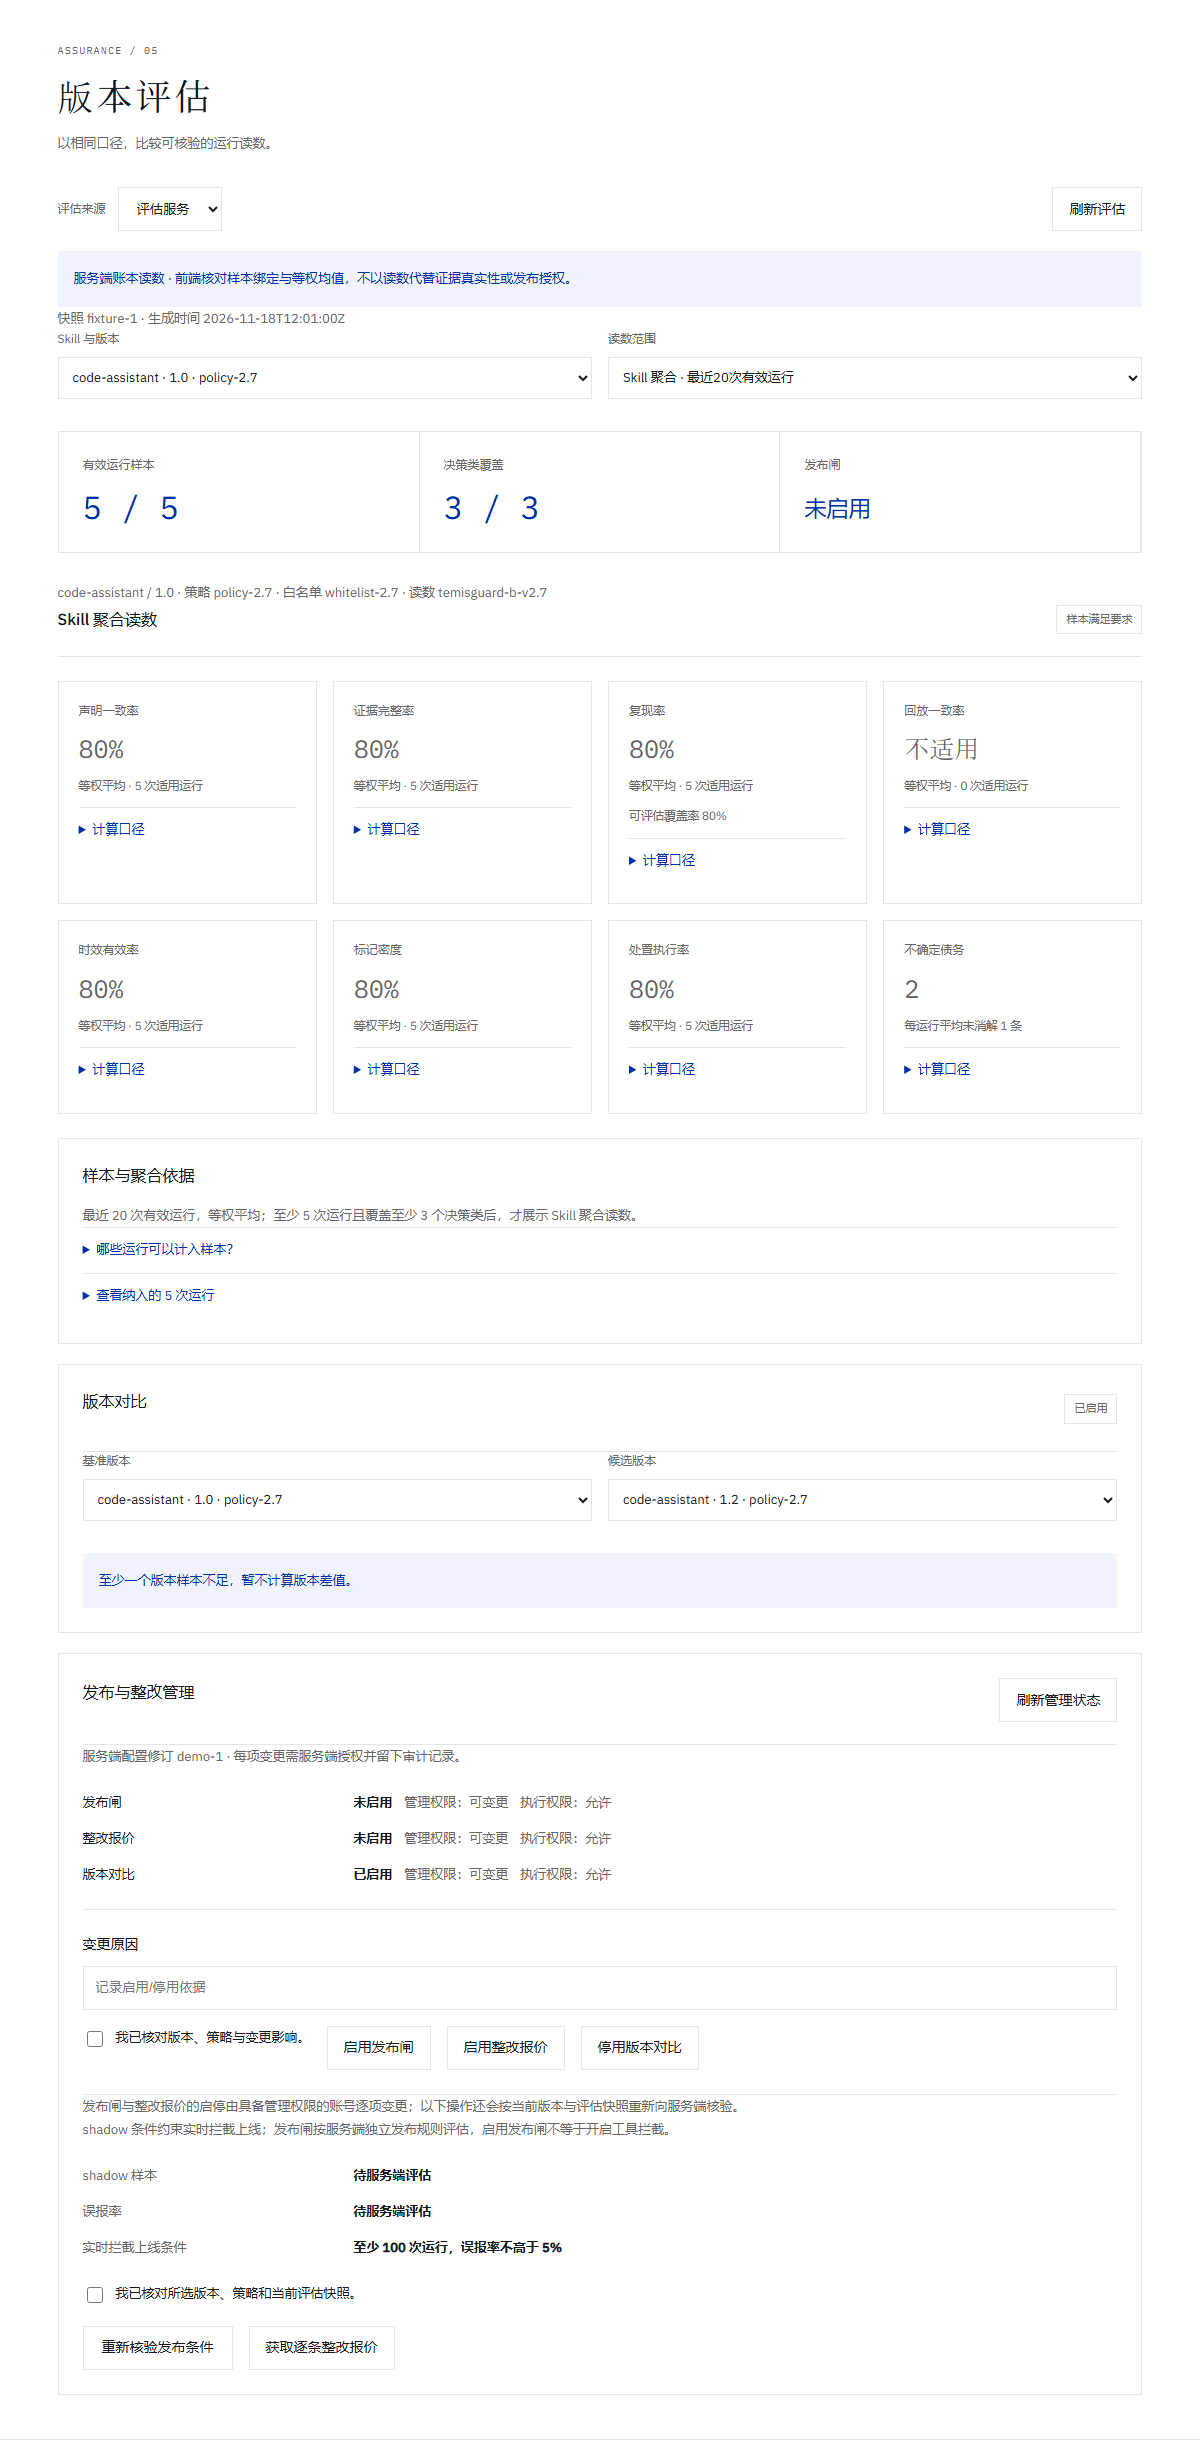 ASSURANCE / 05
版本评估
以相同口径，比较可核验的运行读数。
评估来源
评估服务
刷新评估
服务端账本读数 · 前端核对样本绑定与等权均值，不以读数代替证据真实性或发布授权。
快照 fixture-1 · 生成时间 2026-11-18T12:01:00Z
Skill 与版本
读数范围
code-assistant · 1.0 · policy-2.7
Skill 聚合 · 最近20次有效运行
有效运行样本
决策类覆盖
发布闸
5 / 5
3 / 3
未启用
code-assistant / 1.0 · 策略 policy-2.7 · 白名单 whitelist-2.7 · 读数 temisguard-b-v2.7
Skill 聚合读数
样本满足要求
声明一致率
80%
等权平均 · 5 次适用运行
计算口径
证据完整率
80%
等权平均 · 5 次适用运行
计算口径
复现率
80%
等权平均 · 5 次适用运行
可评估覆盖率 80%
计算口径
回放一致率
不适用
等权平均 · 0 次适用运行
计算口径
时效有效率
80%
等权平均 · 5 次适用运行
计算口径
标记密度
80%
等权平均 · 5 次适用运行
计算口径
处置执行率
80%
等权平均 · 5 次适用运行
计算口径
不确定债务
2
每运行平均未消解 1 条
计算口径
样本与聚合依据
最近 20 次有效运行，等权平均；至少 5 次运行且覆盖至少 3 个决策类后，才展示 Skill 聚合读数。
哪些运行可以计入样本？
查看纳入的 5 次运行
版本对比
已启用
基准版本
候选版本
code-assistant · 1.0 · policy-2.7
code-assistant · 1.2 · policy-2.7
至少一个版本样本不足，暂不计算版本差值。
发布与整改管理
刷新管理状态
服务端配置修订 demo-1 · 每项变更需服务端授权并留下审计记录。
发布闸 未启用 管理权限：可变更 执行权限：允许
整改报价 未启用 管理权限：可变更 执行权限：允许
版本对比 已启用 管理权限：可变更 执行权限：允许
变更原因
记录启用/停用依据
我已核对版本、策略与变更影响。
启用发布闸
启用整改报价
停用版本对比
发布闸与整改报价的启停由具备管理权限的账号逐项变更；以下操作还会按当前版本与评估快照重新向服务端核验。
shadow 条件约束实时拦截上线；发布闸按服务端独立发布规则评估，启用发布闸不等于开启工具拦截。
shadow 样本 待服务端评估
误报率 待服务端评估
实时拦截上线条件 至少 100 次运行，误报率不高于 5%
我已核对所选版本、策略和当前评估快照。
重新核验发布条件
获取逐条整改报价